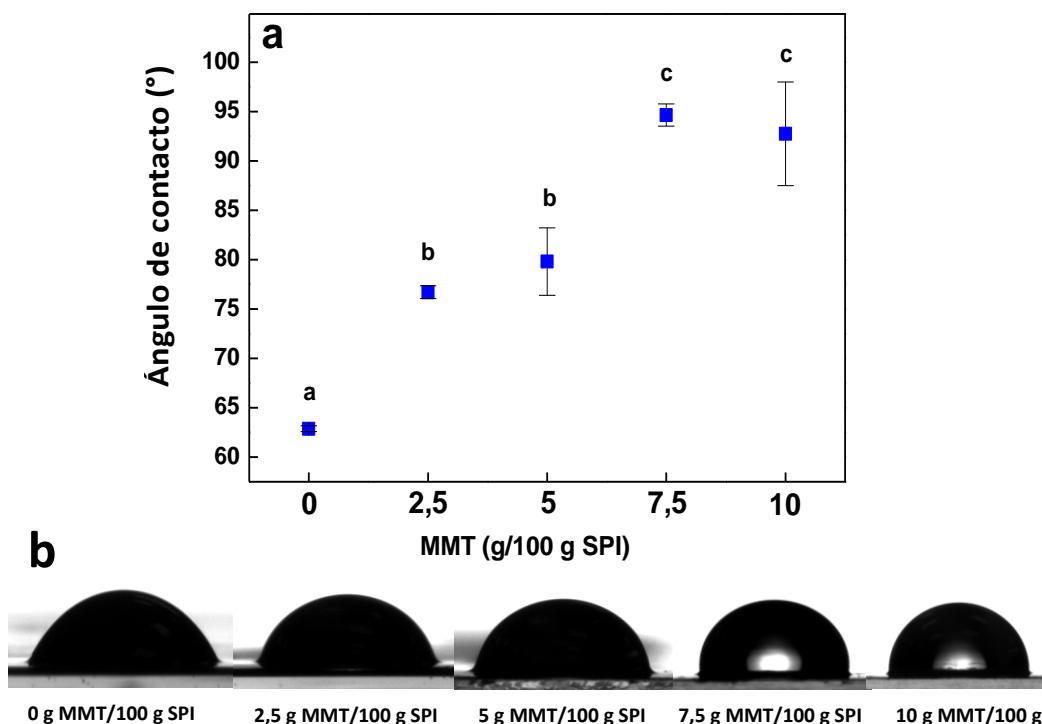 a
Ángulo de contacto (°)
100
95
90
85
80
75
70
65
60
a
b
b
c
c
0
2,5
5
7,5
10
MMT (g/100 g SPI)
b
0 g MMT/100 g SPI
2,5 g MMT/100 g SPI
5 g MMT/100 g SPI
7,5 g MMT/100 g SPI
10 g MMT/100 g